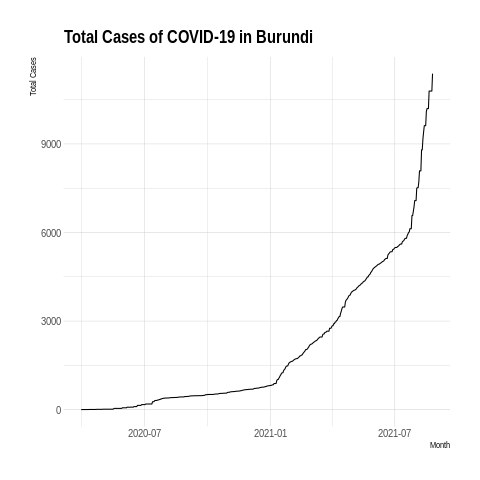 Total Cases of COVID-19 in Burundi
Total Cases
9000
6000
3000
0
2020-07
2021-01
2021-07
Month